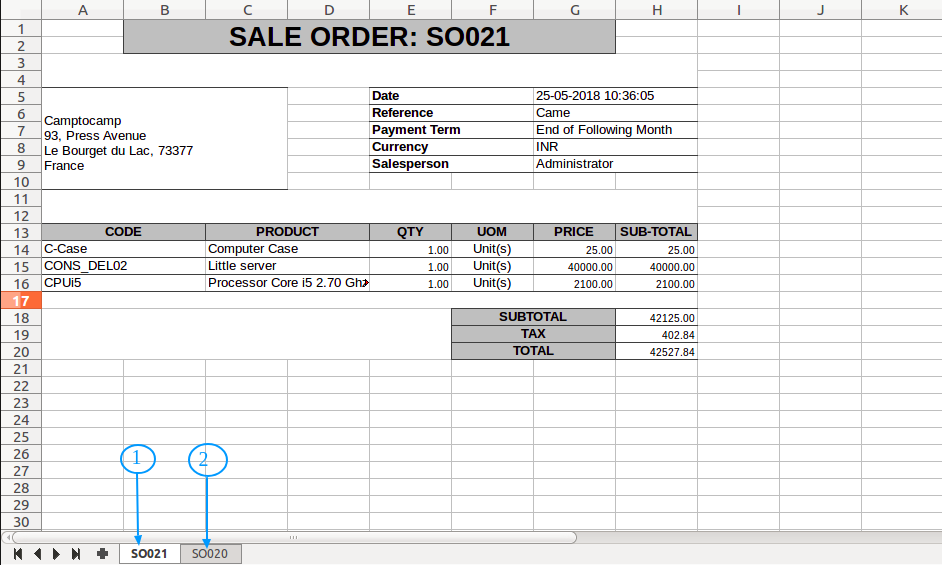 A B C D E F G H I J K
1 SALE ORDER: SO021
2
3
4
5 Date 25-05-2018 10:36:05
6 Camptocamp Reference Came
7 93, Press Avenue Payment Term End of Following Month
8 Le Bourget du Lac, 73377 Currency INR
9 France Salesperson Administrator
10
11
12
13 CODE PRODUCT QTY UOM PRICE SUB-TOTAL
14 C-Case Computer Case 1.00 Unit(s) 25.00 25.00
15 CONS_DEL02 Little server 1.00 Unit(s) 40000.00 40000.00
16 CPUi5 Processor Core i5 2.70 Ghz 1.00 Unit(s) 2100.00 2100.00
17
18 SUBTOTAL 42125.00
19 TAX 402.84
20 TOTAL 42527.84
21
22
23
24
25
26 1 2
27
28
29
30
SO021 SO020